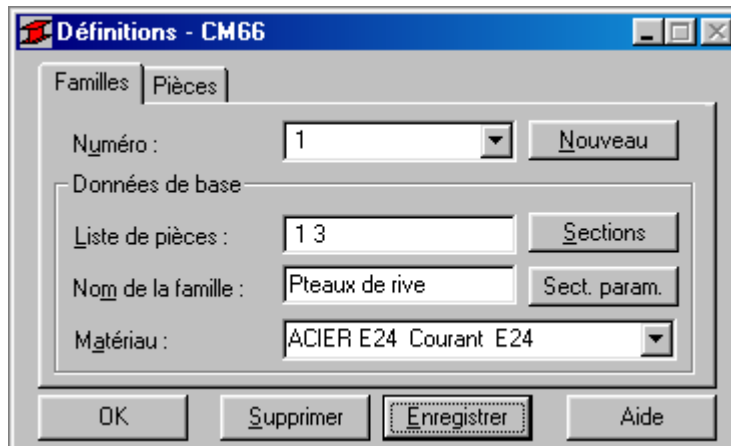 Définitions - CM66
Familles Pièces
Numéro : 1 Nouveau
Données de base
Liste de pièces : 1 3 Sections
Nom de la famille : Pteaux de rive Sect. param.
Matériau : ACIER E24 Courant E24
OK Supprimer Enregistrer Aide